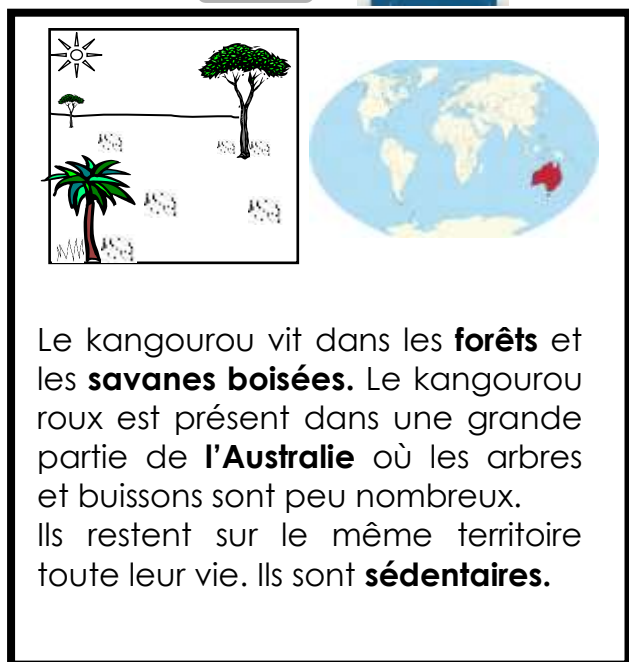 Le kangourou vit dans les forêts et
les savanes boisées. Le kangourou
roux est présent dans une grande
partie de l'Australie où les arbres
et buissons sont peu nombreux.
Ils restent sur le même territoire
toute leur vie. Ils sont sédentaires.